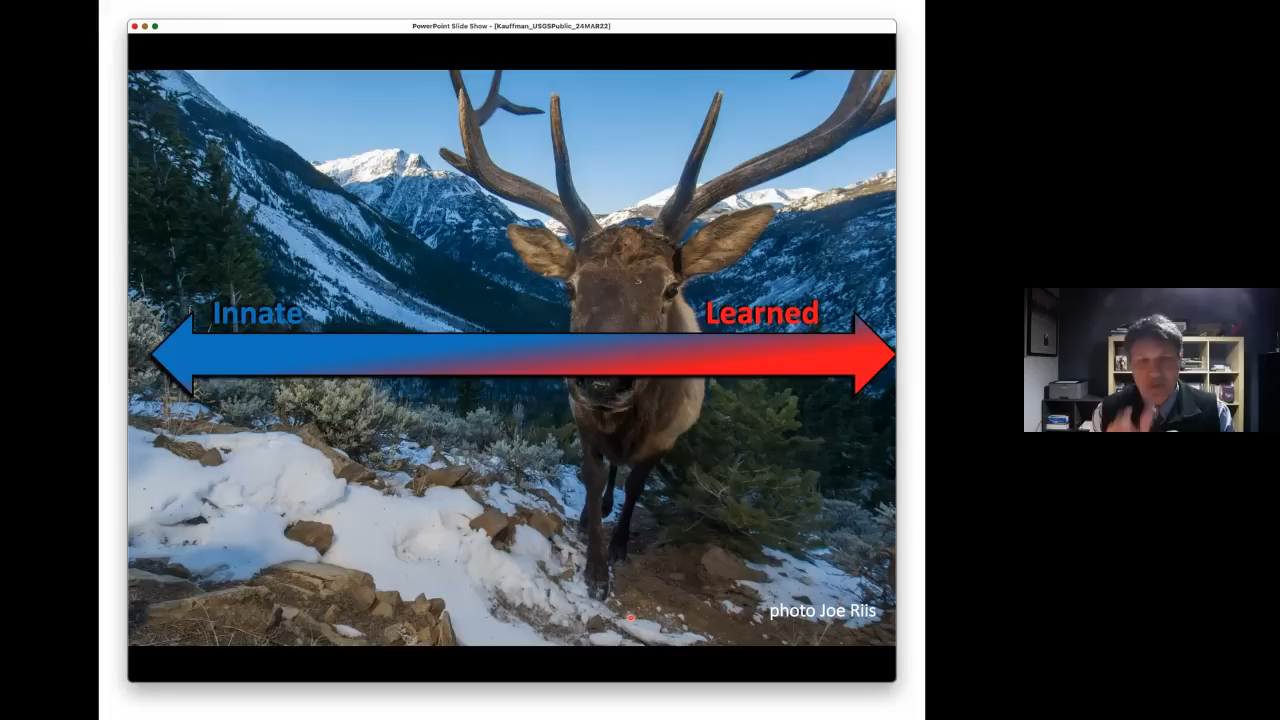 PowerPoint Slide Show - [Kauffman_USGSPublic_24MAR22]
Innate
Learned
photo Joe Riis